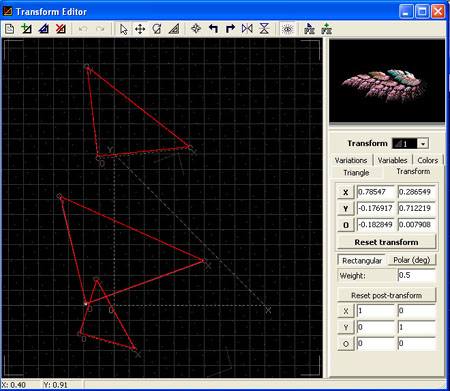 Transform Editor
Transform 1
Variations Variables Colors
Triangle Transform
X 0.78547 0.286549
Y -0.176917 0.712219
O -0.182849 0.007908
Reset transform
Rectangular Polar (deg)
Weight: 0.5
Reset post-transform
X 1 0
Y 0 1
O 0 0
X: 0.40 Y: 0.91